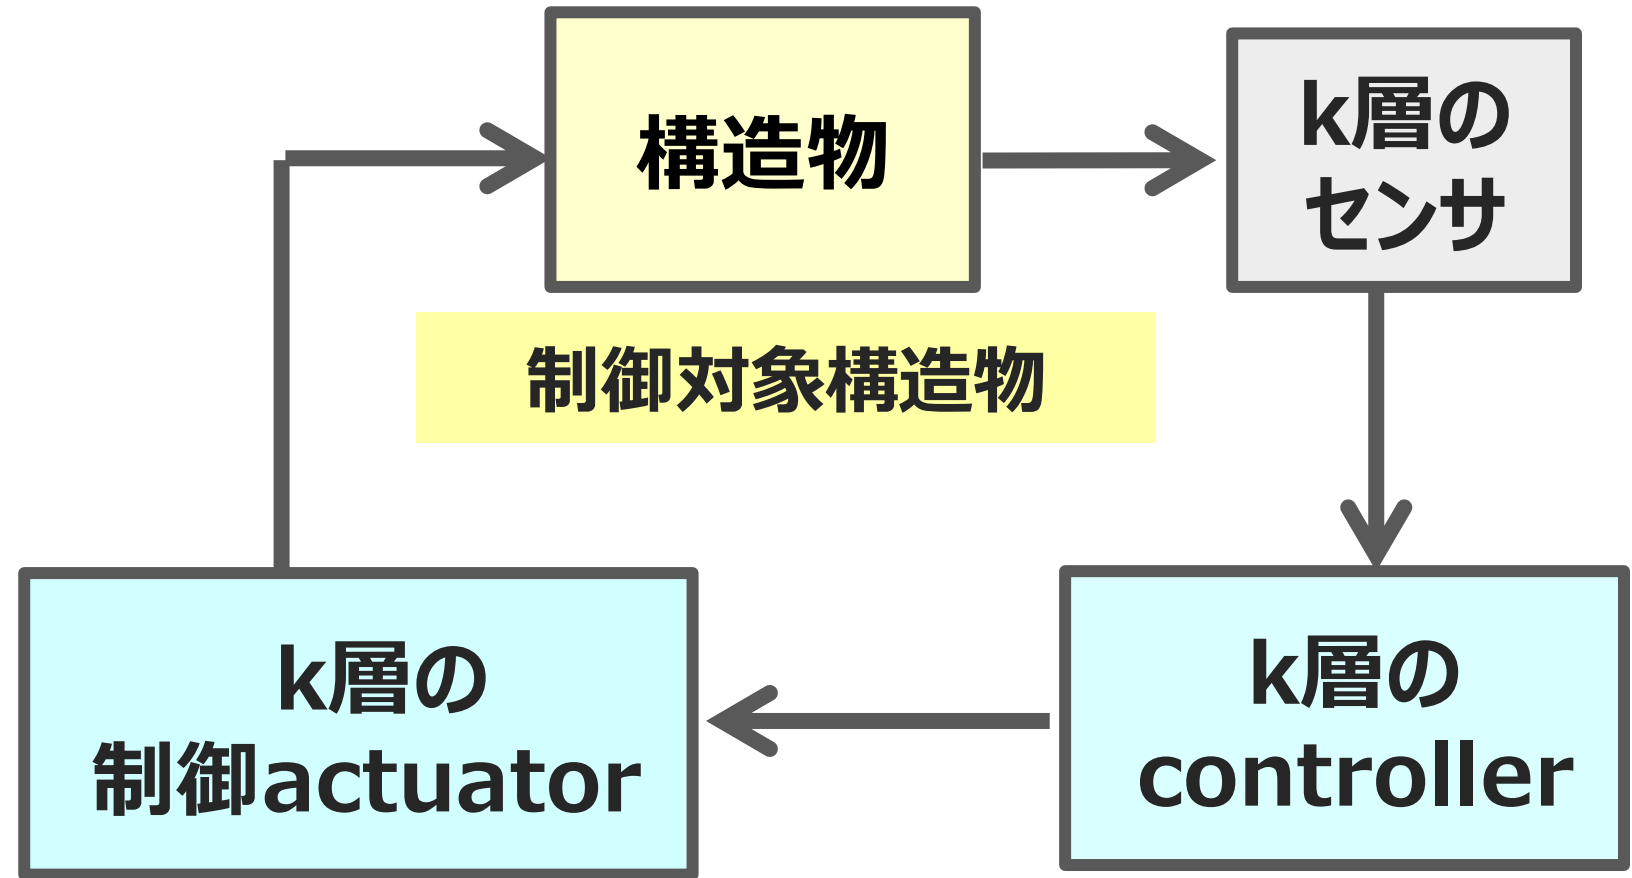 構造物
k層の
センサ
制御対象構造物
k層の
制御actuator
k層の
controller